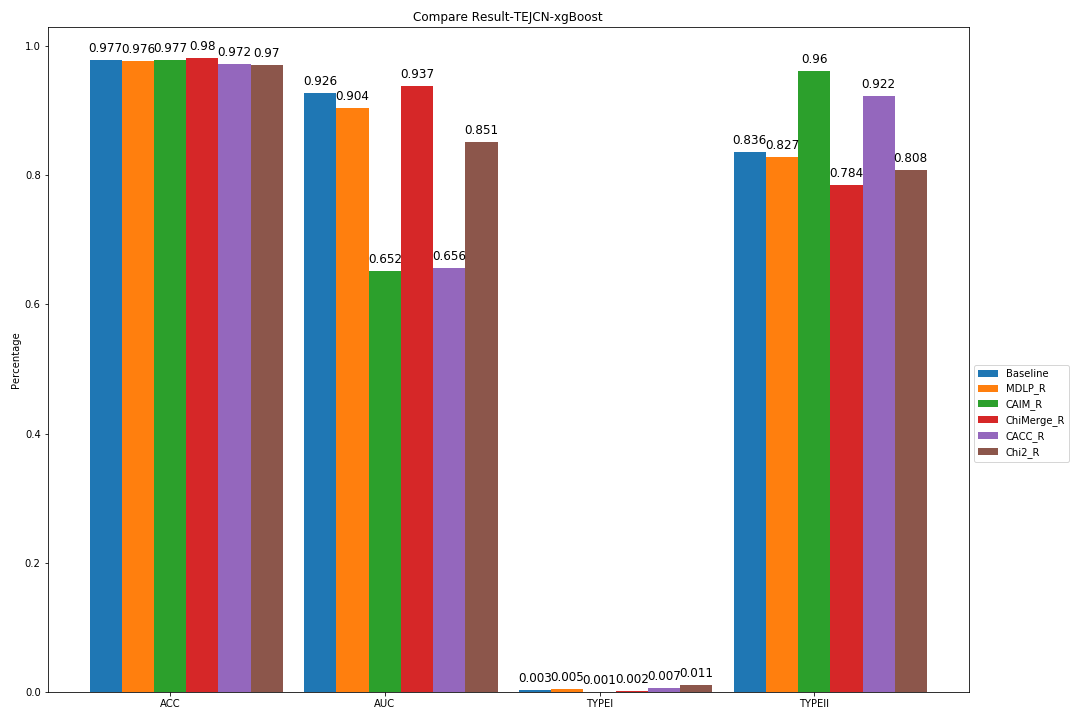 Compare Result-TEJCN-xgBoost
Percentage
1.0
0.8
0.6
0.4
0.2
0.0
0.977 0.976 0.977 0.98 0.972 0.97
0.926 0.904 0.652 0.937 0.656 0.851
0.003 0.005 0.001 0.002 0.007 0.011
0.836 0.827 0.96 0.784 0.922 0.808
ACC AUC TYPEI TYPEII
Baseline
MDLP_R
CAIM_R
ChiMerge_R
CACC_R
Chi2_R